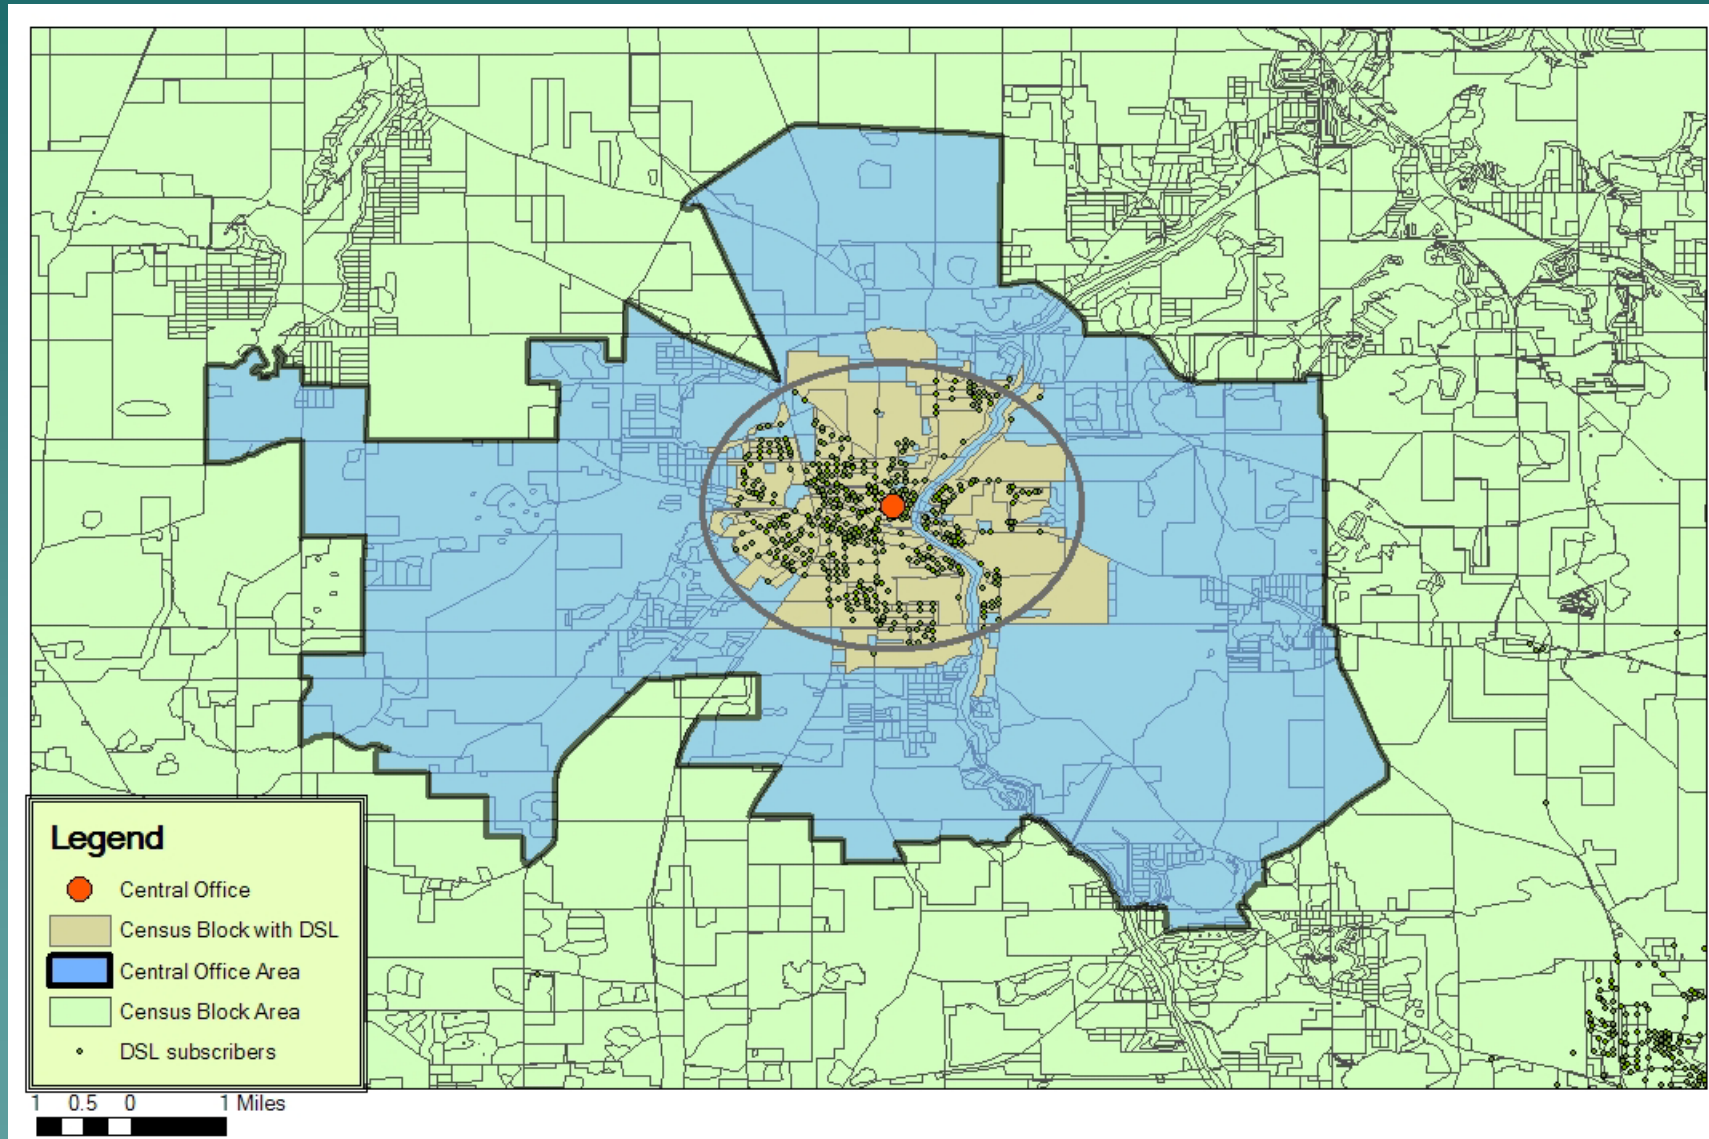 Legend
Central Office
Census Block with DSL
Central Office Area
Census Block Area
DSL subscribers
1 0.5 0 1 Miles